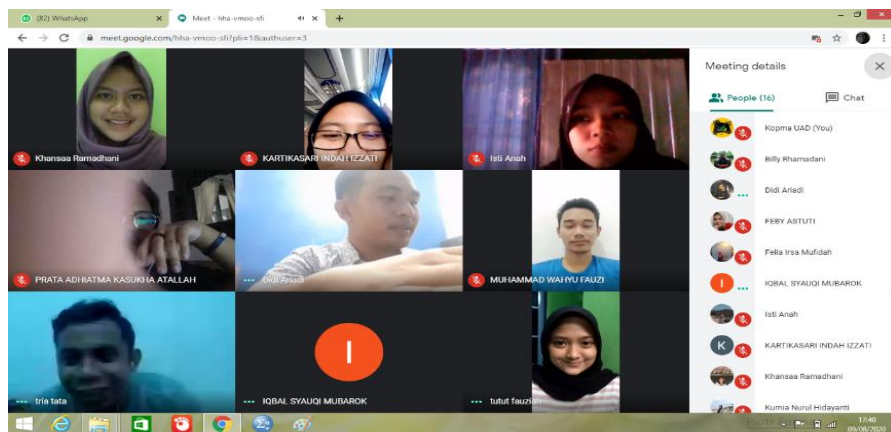 (82) WhatsApp
Meet - hha-vmoo-sfi
meet.google.com/hha-vmoo-sfi?pli=1&authuser=3
Khansaa Ramadhani
KARTIKASARI INDAH IZZATI
Isti Anah
PRATA ADHIATMA KASUKHA ATALLAH
Didi Ariadi
MUHAMMAD WAHYU FAUZI
tria tata
I
IQBAL SYAUQI MUBAROK
tutut fauziah
Meeting details
People (16)
Chat
Kopma UAD (You)
Billy Rhamadani
Didi Ariadi
FEBY ASTUTI
Felia Irsa Mufidah
I
IQBAL SYAUQI MUBAROK
Isti Anah
K
KARTIKASARI INDAH IZZATI
Khansaa Ramadhani
Kurnia Nurul Hidayanti
17:40
09/08/2020